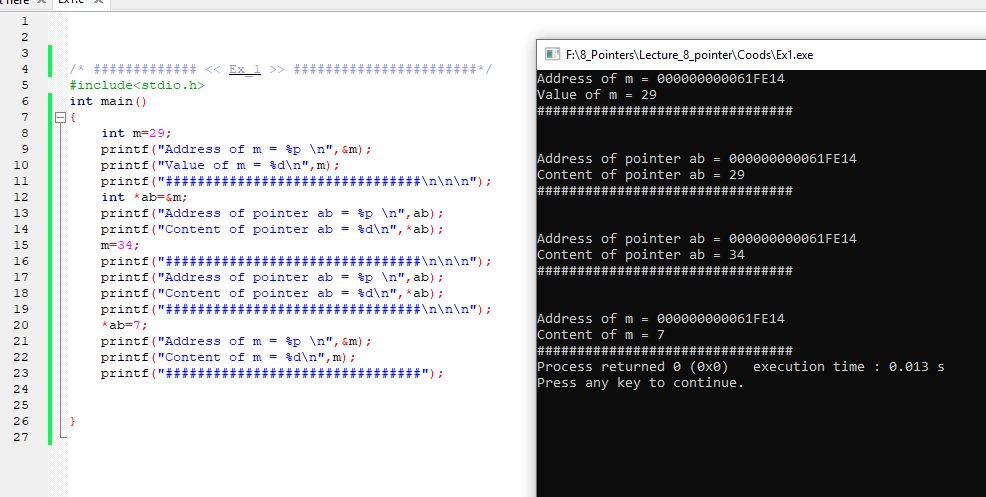 t here
Ex1.c
1
2
3
4 /* ############# << Ex_1 >> #######################*/
5 #include<stdio.h>
6 int main()
7 {
8 int m=29;
9 printf("Address of m = %p \n",&m);
10 printf("Value of m = %d\n",m);
11 printf("################################\n\n\n");
12 int *ab=&m;
13 printf("Address of pointer ab = %p \n",ab);
14 printf("Content of pointer ab = %d\n",*ab);
15 m=34;
16 printf("################################\n\n\n");
17 printf("Address of pointer ab = %p \n",ab);
18 printf("Content of pointer ab = %d\n",*ab);
19 printf("################################\n\n\n");
20 *ab=7;
21 printf("Address of m = %p \n",&m);
22 printf("Content of m = %d\n",m);
23 printf("################################");
24
25
26 }
27
F:\8_Pointers\Lecture_8_pointer\Coods\Ex1.exe
Address of m = 000000000061FE14
Value of m = 29
################################
Address of pointer ab = 000000000061FE14
Content of pointer ab = 29
################################
Address of pointer ab = 000000000061FE14
Content of pointer ab = 34
################################
Address of m = 000000000061FE14
Content of m = 7
################################
Process returned 0 (0x0) execution time : 0.013 s
Press any key to continue.